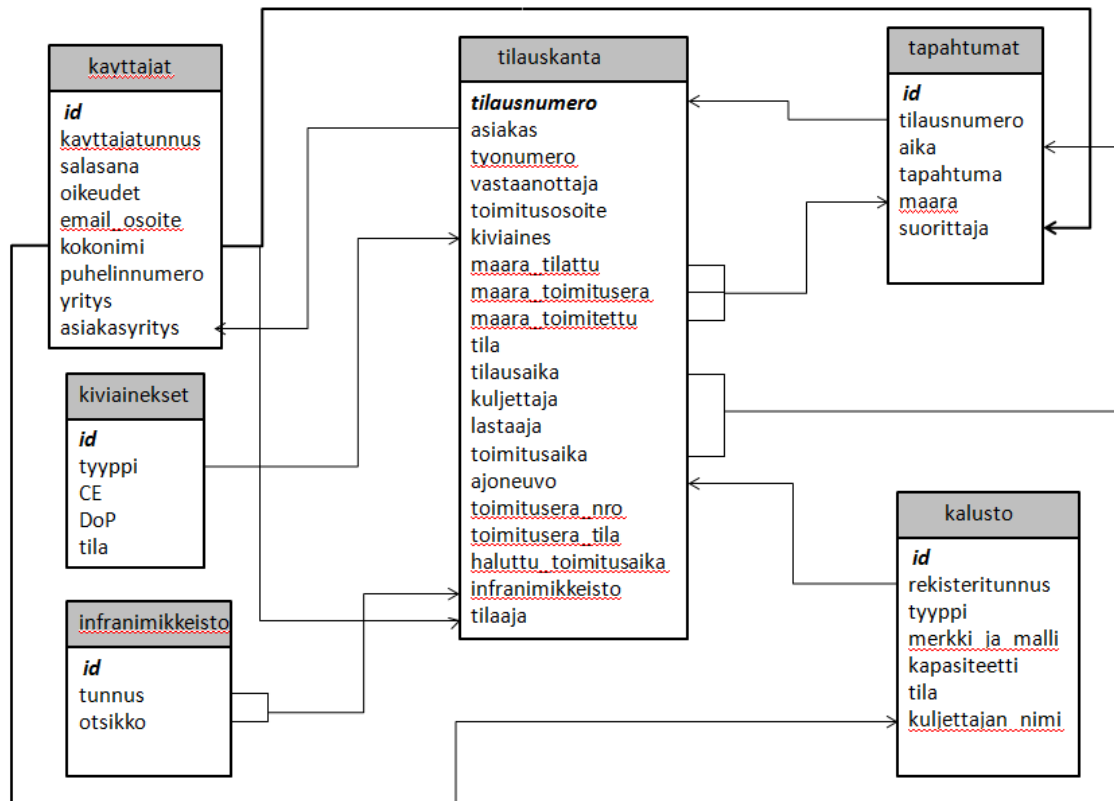 kayttajat
id
kayttajatunnus
salasana
oikeudet
email_osoite
kokonimi
puhelinnumero
yritys
asiakasyritys
kiviainekset
id
tyyppi
CE
DoP
tila
infranimikkeisto
id
tunnus
otsikko
tilauskanta
tilausnumero
asiakas
tyonumero
vastaanottaja
toimitusosoite
kiviaines
maara_tilattu
maara_toimitusera
maara_toimitettu
tila
tilausaika
kuljettaja
lastaaja
toimitusaika
ajoneuvo
toimitusera_nro
toimitusera_tila
haluttu_toimitusaika
infranimikkeisto
tilaaja
tapahtumat
id
tilausnumero
aika
tapahtuma
maara
suorittaja
kalusto
id
rekisteritunnus
tyyppi
merkki_ja_malli
kapasiteetti
tila
kuljettajan_nimi